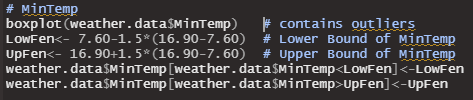 # MinTemp
boxplot(weather.data$MinTemp)    # contains outliers
LowFen<- 7.60-1.5*(16.90-7.60)  # Lower Bound of MinTemp
UpFen<- 16.90+1.5*(16.90-7.60)  # Upper Bound of MinTemp
weather.data$MinTemp[weather.data$MinTemp<LowFen]<-LowFen
weather.data$MinTemp[weather.data$MinTemp>UpFen]<-UpFen